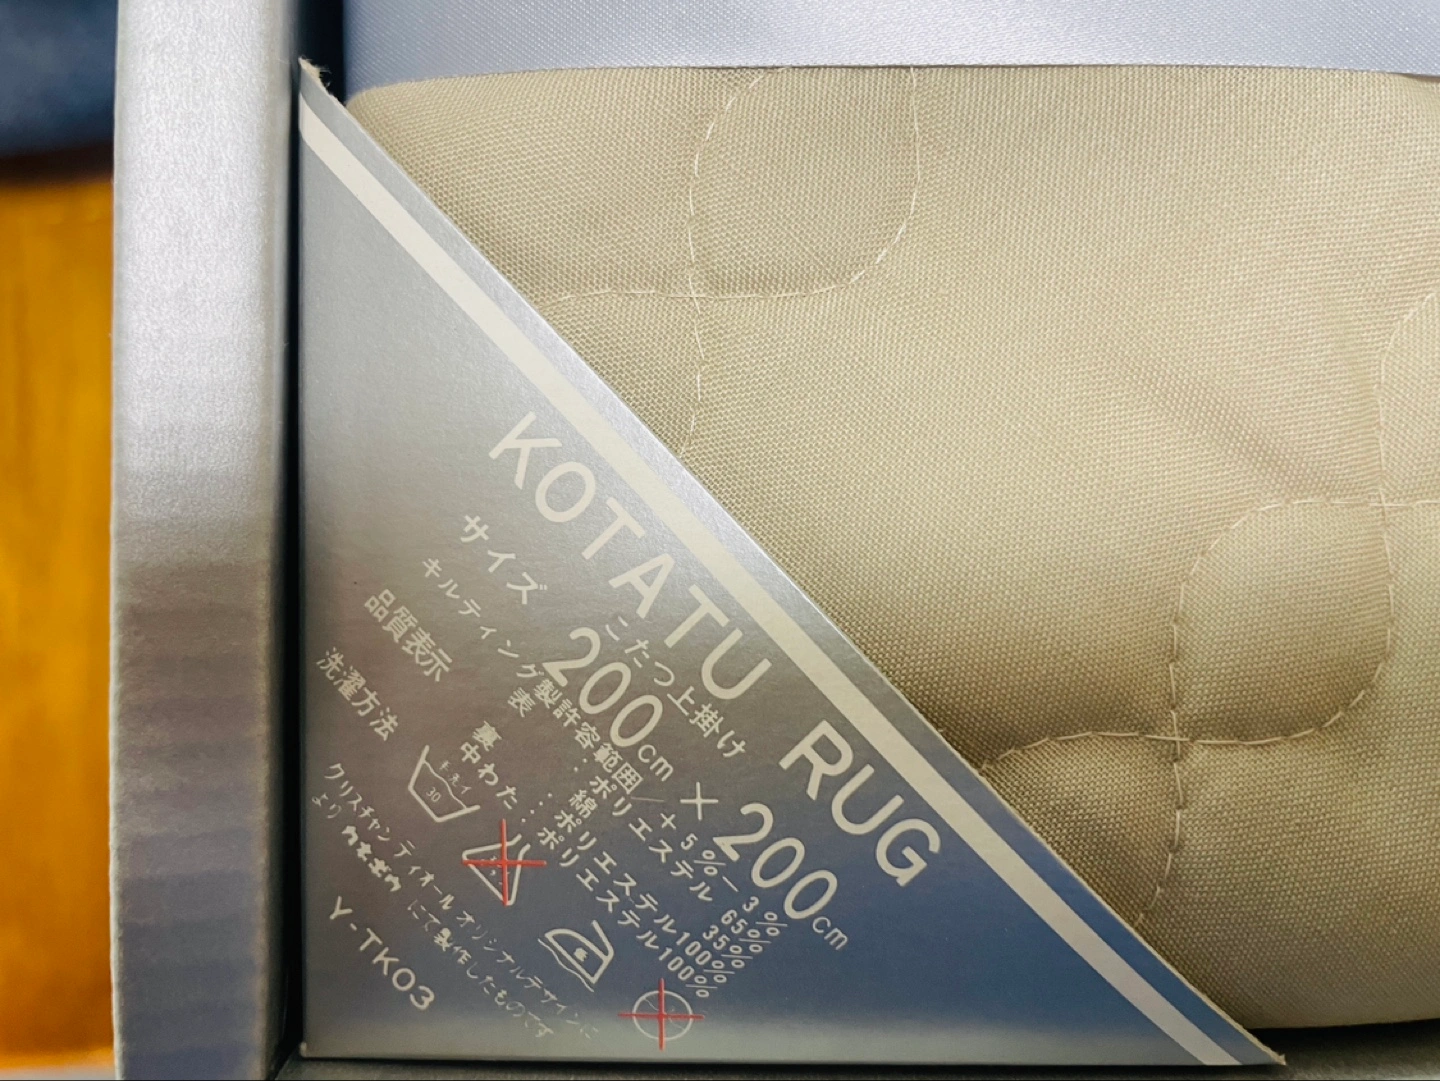 KOTATU RUG
こたつ上掛け
サイズ 200cm × 200cm
キルティング製許容範囲/+5%−3%
品質表示 表：ポリエステル 65%
綿 35%
裏：ポリエステル100%
中わた：ポリエステル100%
洗濯方法
30
クリスチャン ディオール オリジナルデザインに
より にて製作したものです
Y-TK03